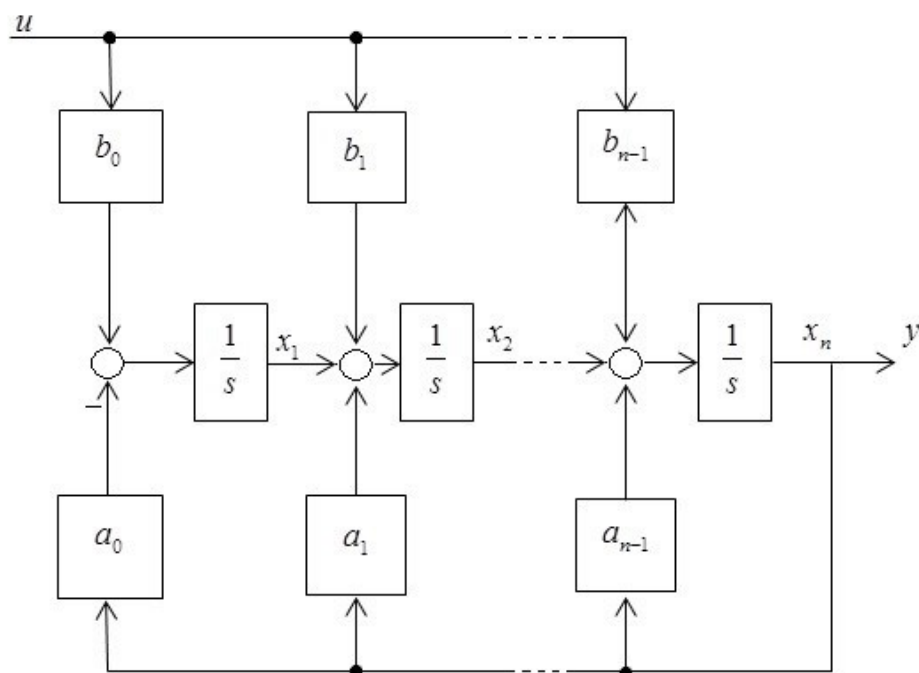 u
b₀ b₁ bₙ₋₁
1/s x₁ 1/s x₂ 1/s xₙ y
−
a₀ a₁ aₙ₋₁